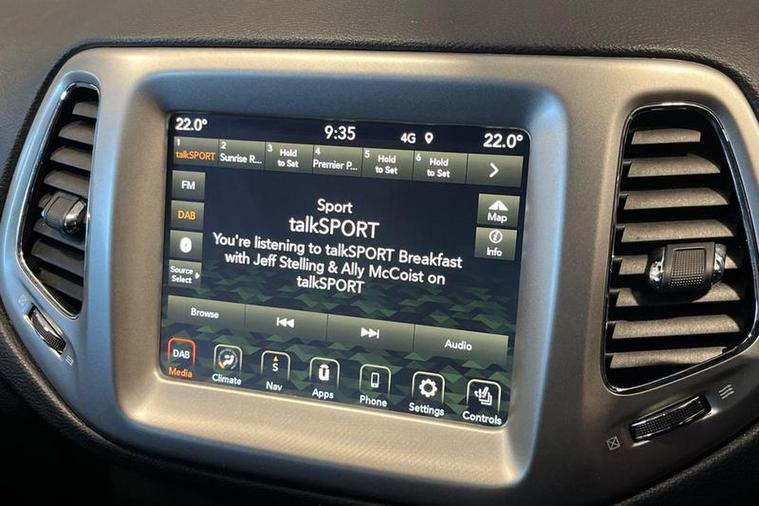 22.0° 9:35 4G 22.0°
1 2 3 4 5 6
talkSPORT Sunrise R... Hold to Set Premier P... Hold to Set Hold to Set
FM
DAB
Source
Select
Map
Info
Sport
talkSPORT
You're listening to talkSPORT Breakfast
with Jeff Stelling & Ally McCoist on
talkSPORT
Browse Audio
DAB S
Media Climate Nav Apps Phone Settings Controls